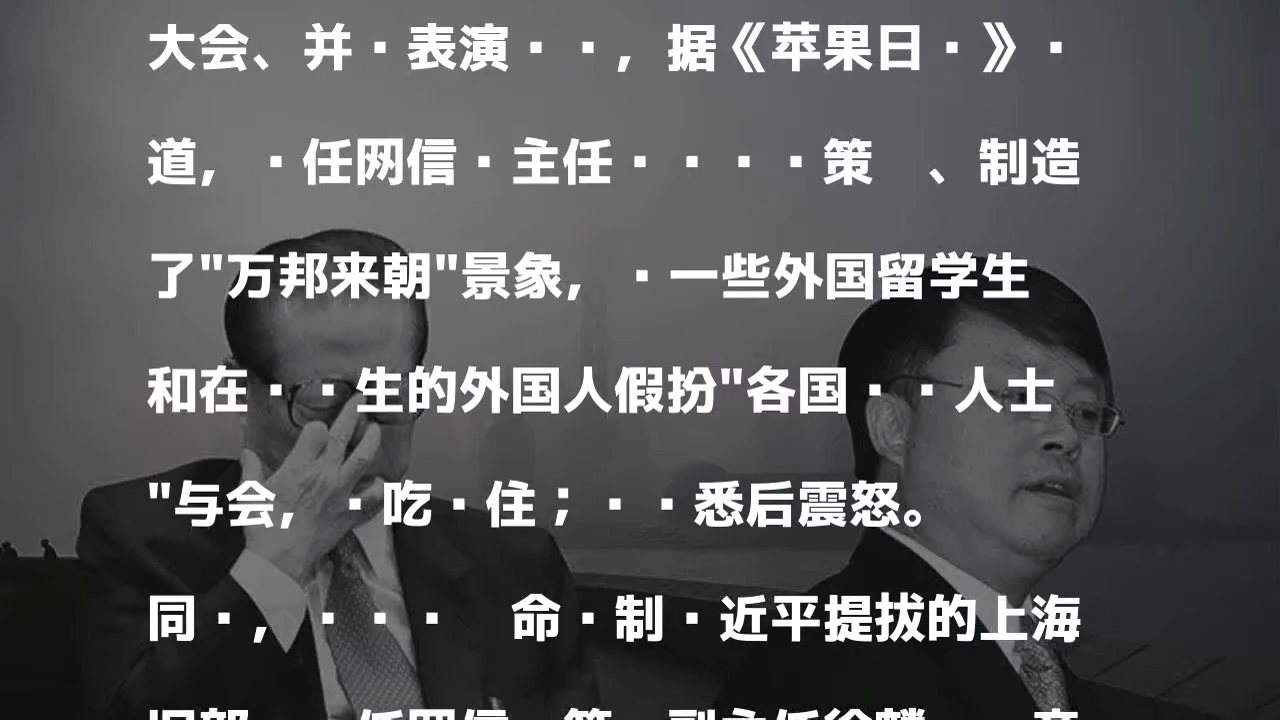 大会、并·表演··，据《苹果日·》·
道，·任网信·主任····策 、制造
了"万邦来朝"景象，·一些外国留学生
和在··生的外国人假扮"各国··人士
"与会，·吃·住；··悉后震怒。
同·，··· 命·制·近平提拔的上海